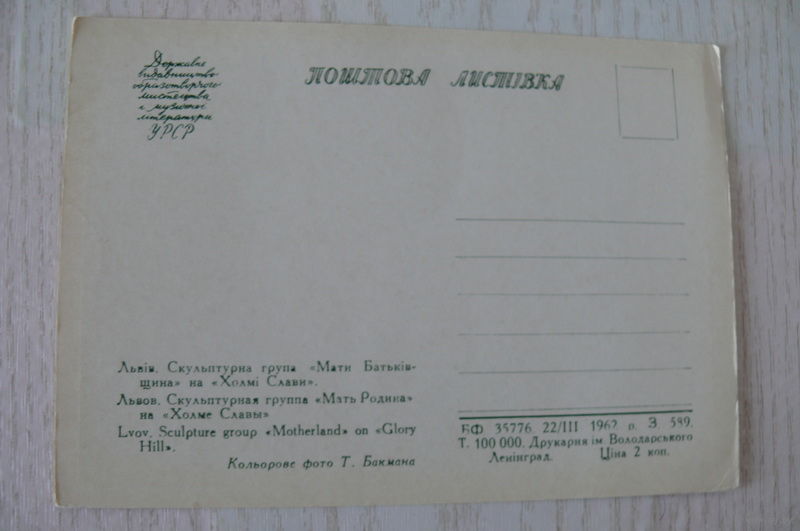 Державне
видавництво
образотворчого
мистецтва
і музичної
літератури
УРСР
ПОШТОВА ЛИСТІВКА
Львів. Скульптурна група «Мати Батьків-
щина» на «Холмі Слави».
Львов. Скульптурная группа «Мать Родина»
на «Холме Славы»
Lvov. Sculpture group «Motherland» on «Glory
Hill».
Кольорове фото Т. Бакмана
БФ 35776 22/III 1962 р. З. 589.
Т. 100 000. Друкарня ім Володарського
Ленінград. Ціна 2 коп.